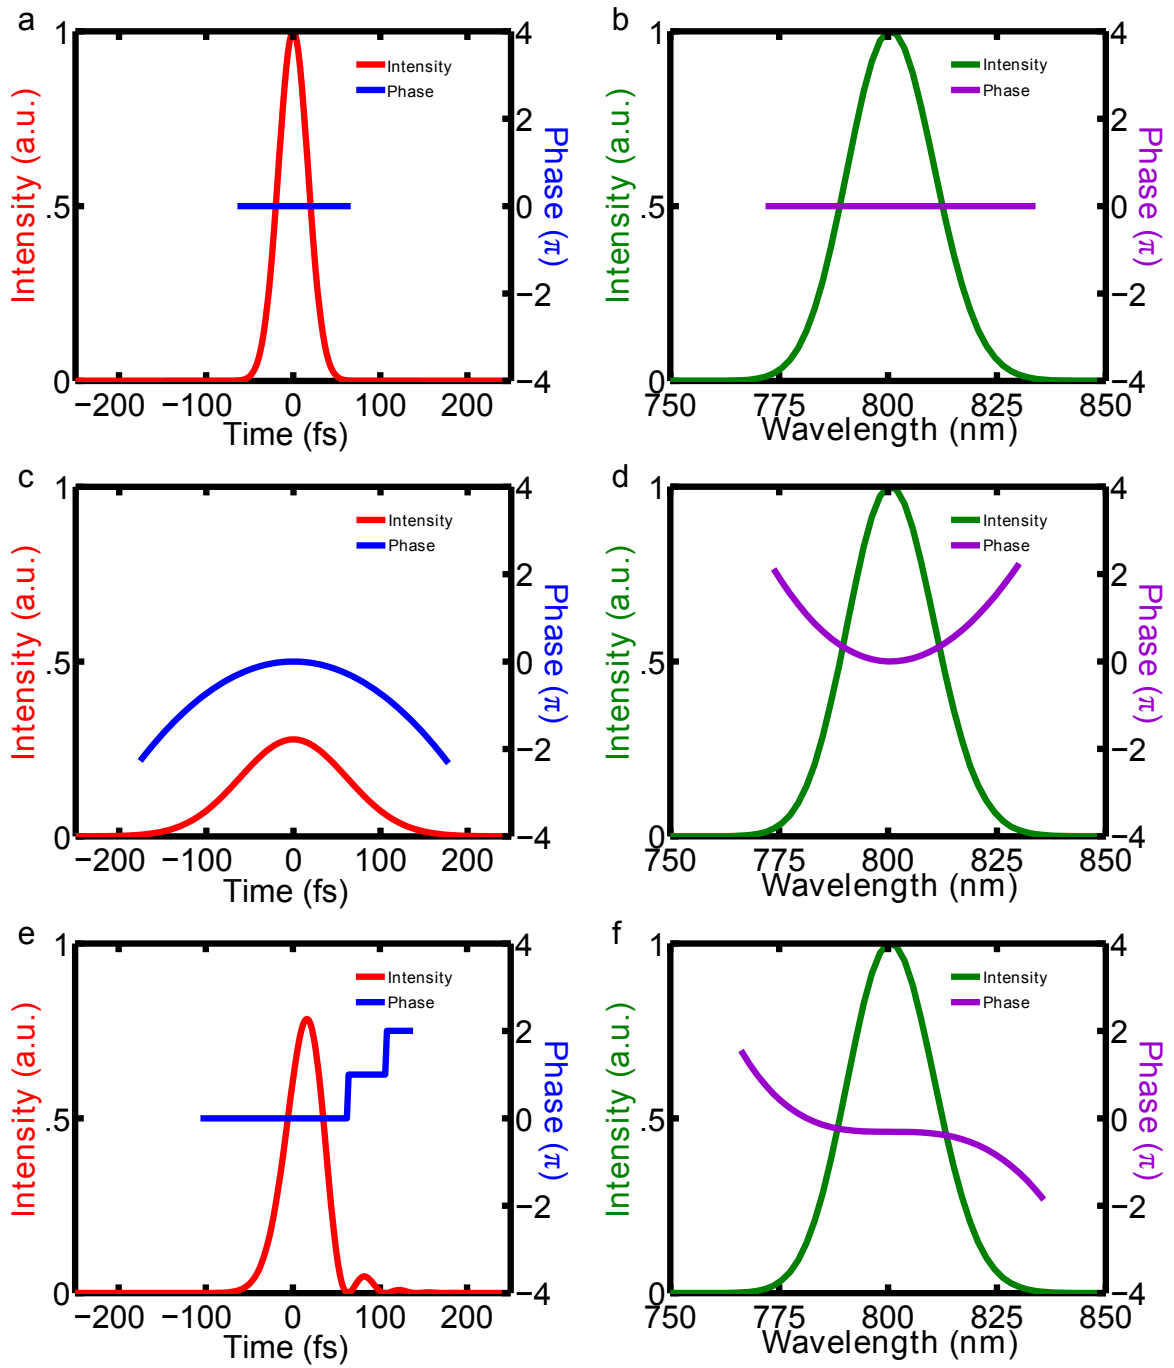 a
1
4
Intensity
Phase
2
Intensity (a.u.)
.5
0
Phase (π)
−2
0
−4
−200 −100 0 100 200
Time (fs)
b
1
4
Intensity
Phase
2
Intensity (a.u.)
.5
0
Phase (π)
−2
0
−4
750 775 800 825 850
Wavelength (nm)
c
1
4
Intensity
Phase
2
Intensity (a.u.)
.5
0
Phase (π)
−2
0
−4
−200 −100 0 100 200
Time (fs)
d
1
4
Intensity
Phase
2
Intensity (a.u.)
.5
0
Phase (π)
−2
0
−4
750 775 800 825 850
Wavelength (nm)
e
1
4
Intensity
Phase
2
Intensity (a.u.)
.5
0
Phase (π)
−2
0
−4
−200 −100 0 100 200
Time (fs)
f
1
4
Intensity
Phase
2
Intensity (a.u.)
.5
0
Phase (π)
−2
0
−4
750 775 800 825 850
Wavelength (nm)